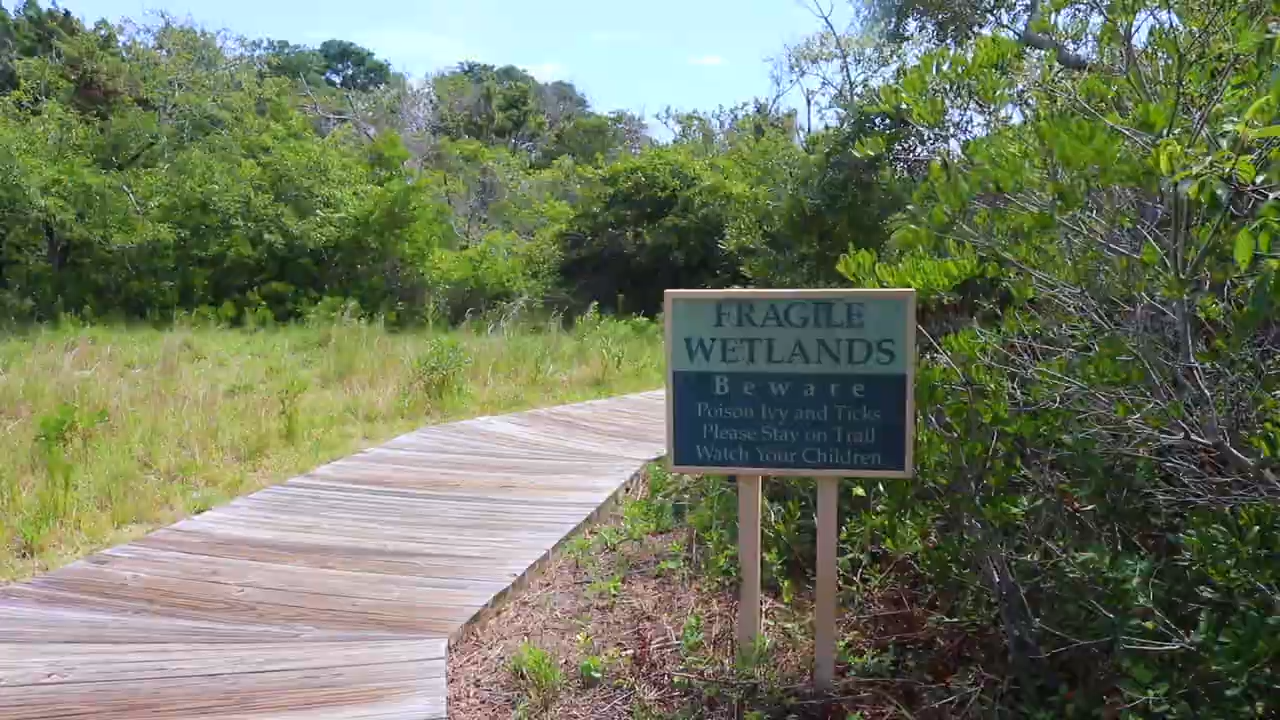 FRAGILE
WETLANDS
Beware
Poison Ivy and Ticks
Please Stay on Trail
Watch Your Children